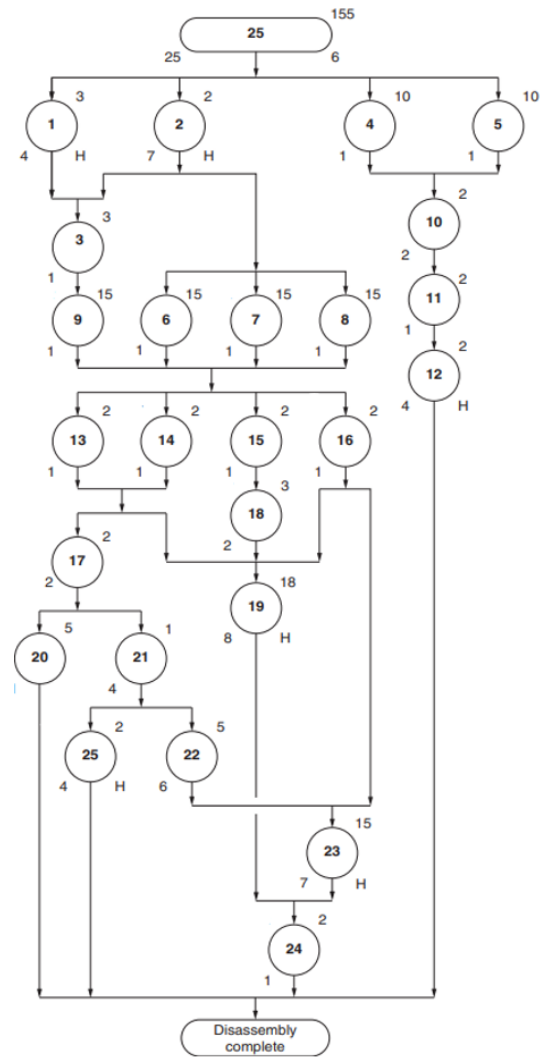 155
25
25 6
3 2 10 10
1 2 4 5
4 H 7 H 1 1
3 2
3 10
1 2
15 15 15 15 2
9 6 7 8 11
1 1 1 1 1
2
12
4 H
2 2 2 2
13 14 15 16
1 1 1 1
3
18
2
2
17
2
18
19
8 H
5 1
20 21
4
2 5
25 22
4 H 6
15
23
7 H
2
24
1
Disassembly
complete